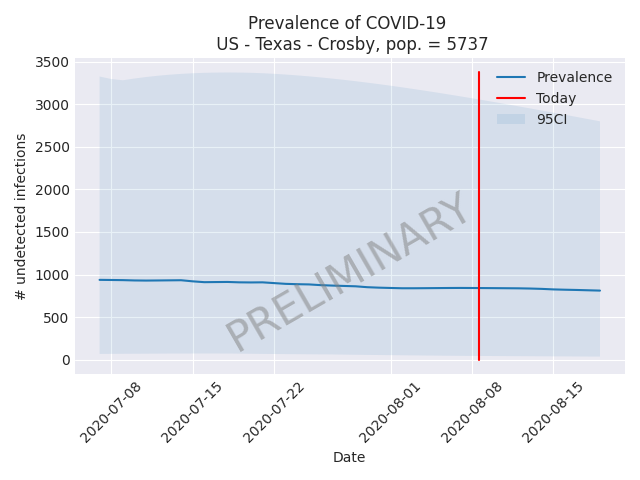 Prevalence of COVID-19
US - Texas - Crosby, pop. = 5737
3500
3000
2500
2000
1500
1000
500
0
# undetected infections
Prevalence
Today
95CI
PRELIMINARY
2020-07-08
2020-07-15
2020-07-22
2020-08-01
2020-08-08
2020-08-15
Date